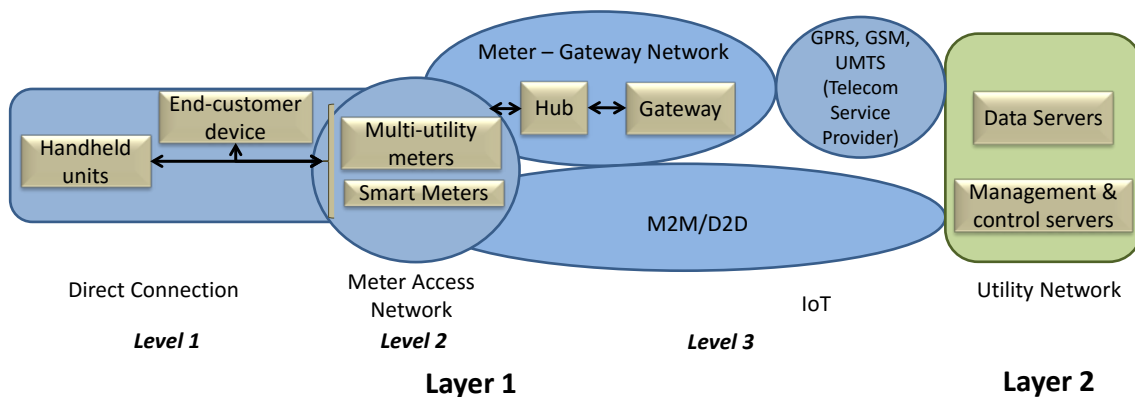 Meter – Gateway Network
GPRS, GSM,
UMTS
(Telecom
Service
Provider)
End-customer
device
Hub
Gateway
Handheld
units
Multi-utility
meters
Smart Meters
Data Servers
Management &
control servers
M2M/D2D
Direct Connection
Meter Access
Network
IoT
Utility Network
Level 1
Level 2
Level 3
Layer 1
Layer 2